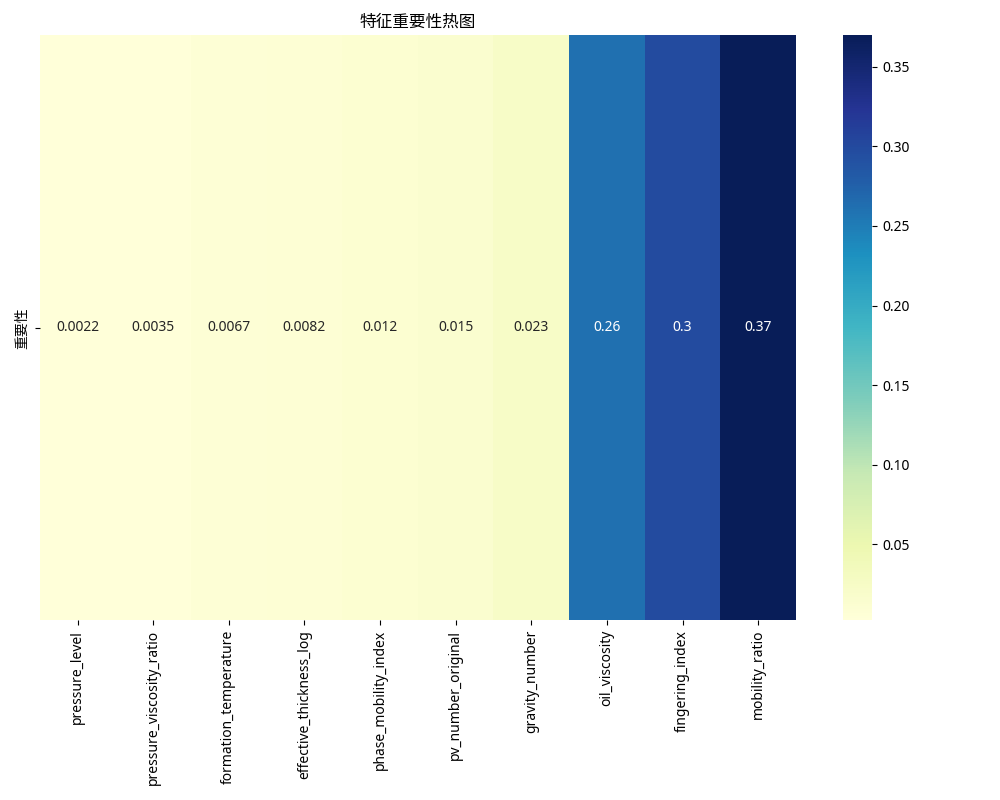 特征重要性热图
重要性
0.0022 0.0035 0.0067 0.0082 0.012 0.015 0.023 0.26 0.3 0.37
pressure_level
pressure_viscosity_ratio
formation_temperature
effective_thickness_log
phase_mobility_index
pv_number_original
gravity_number
oil_viscosity
fingering_index
mobility_ratio
0.35
0.30
0.25
0.20
0.15
0.10
0.05